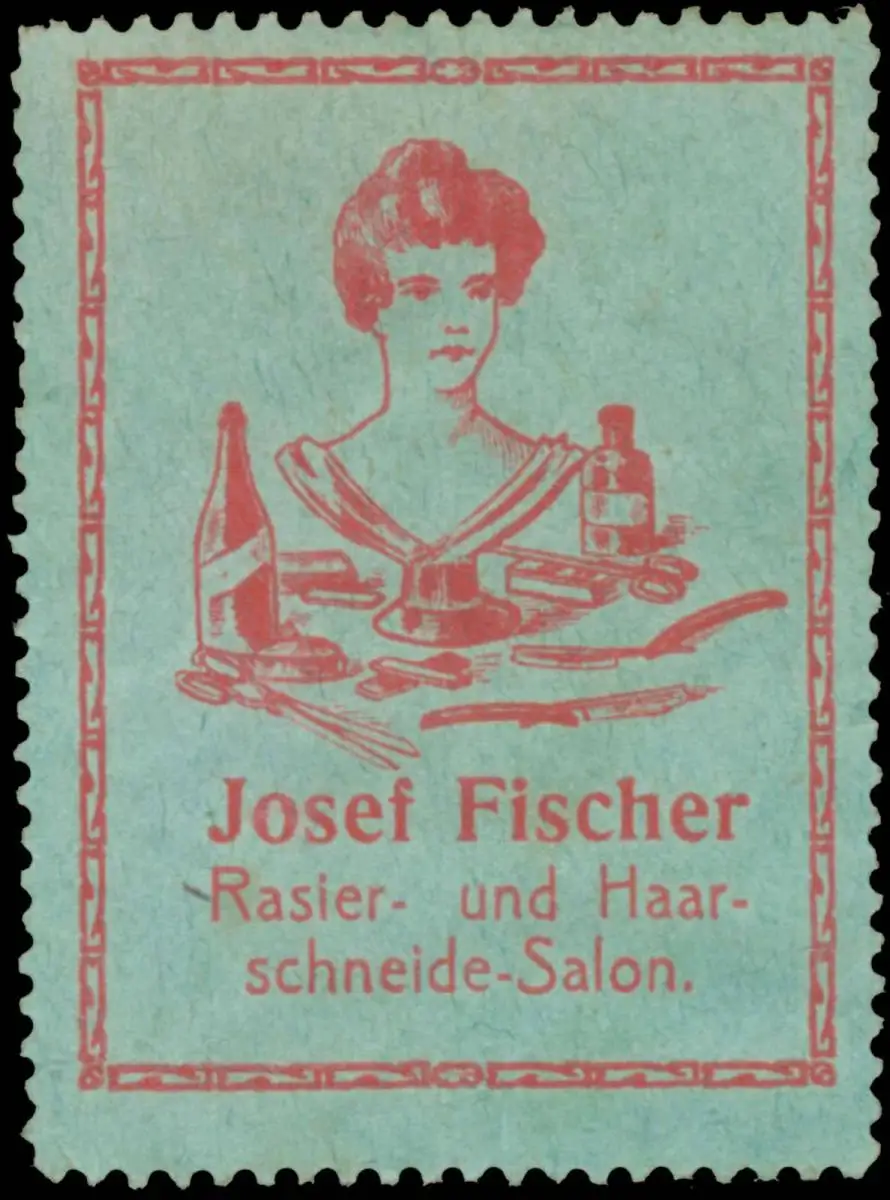 Josef Fischer
Rasier- und Haar-
schneide-Salon.